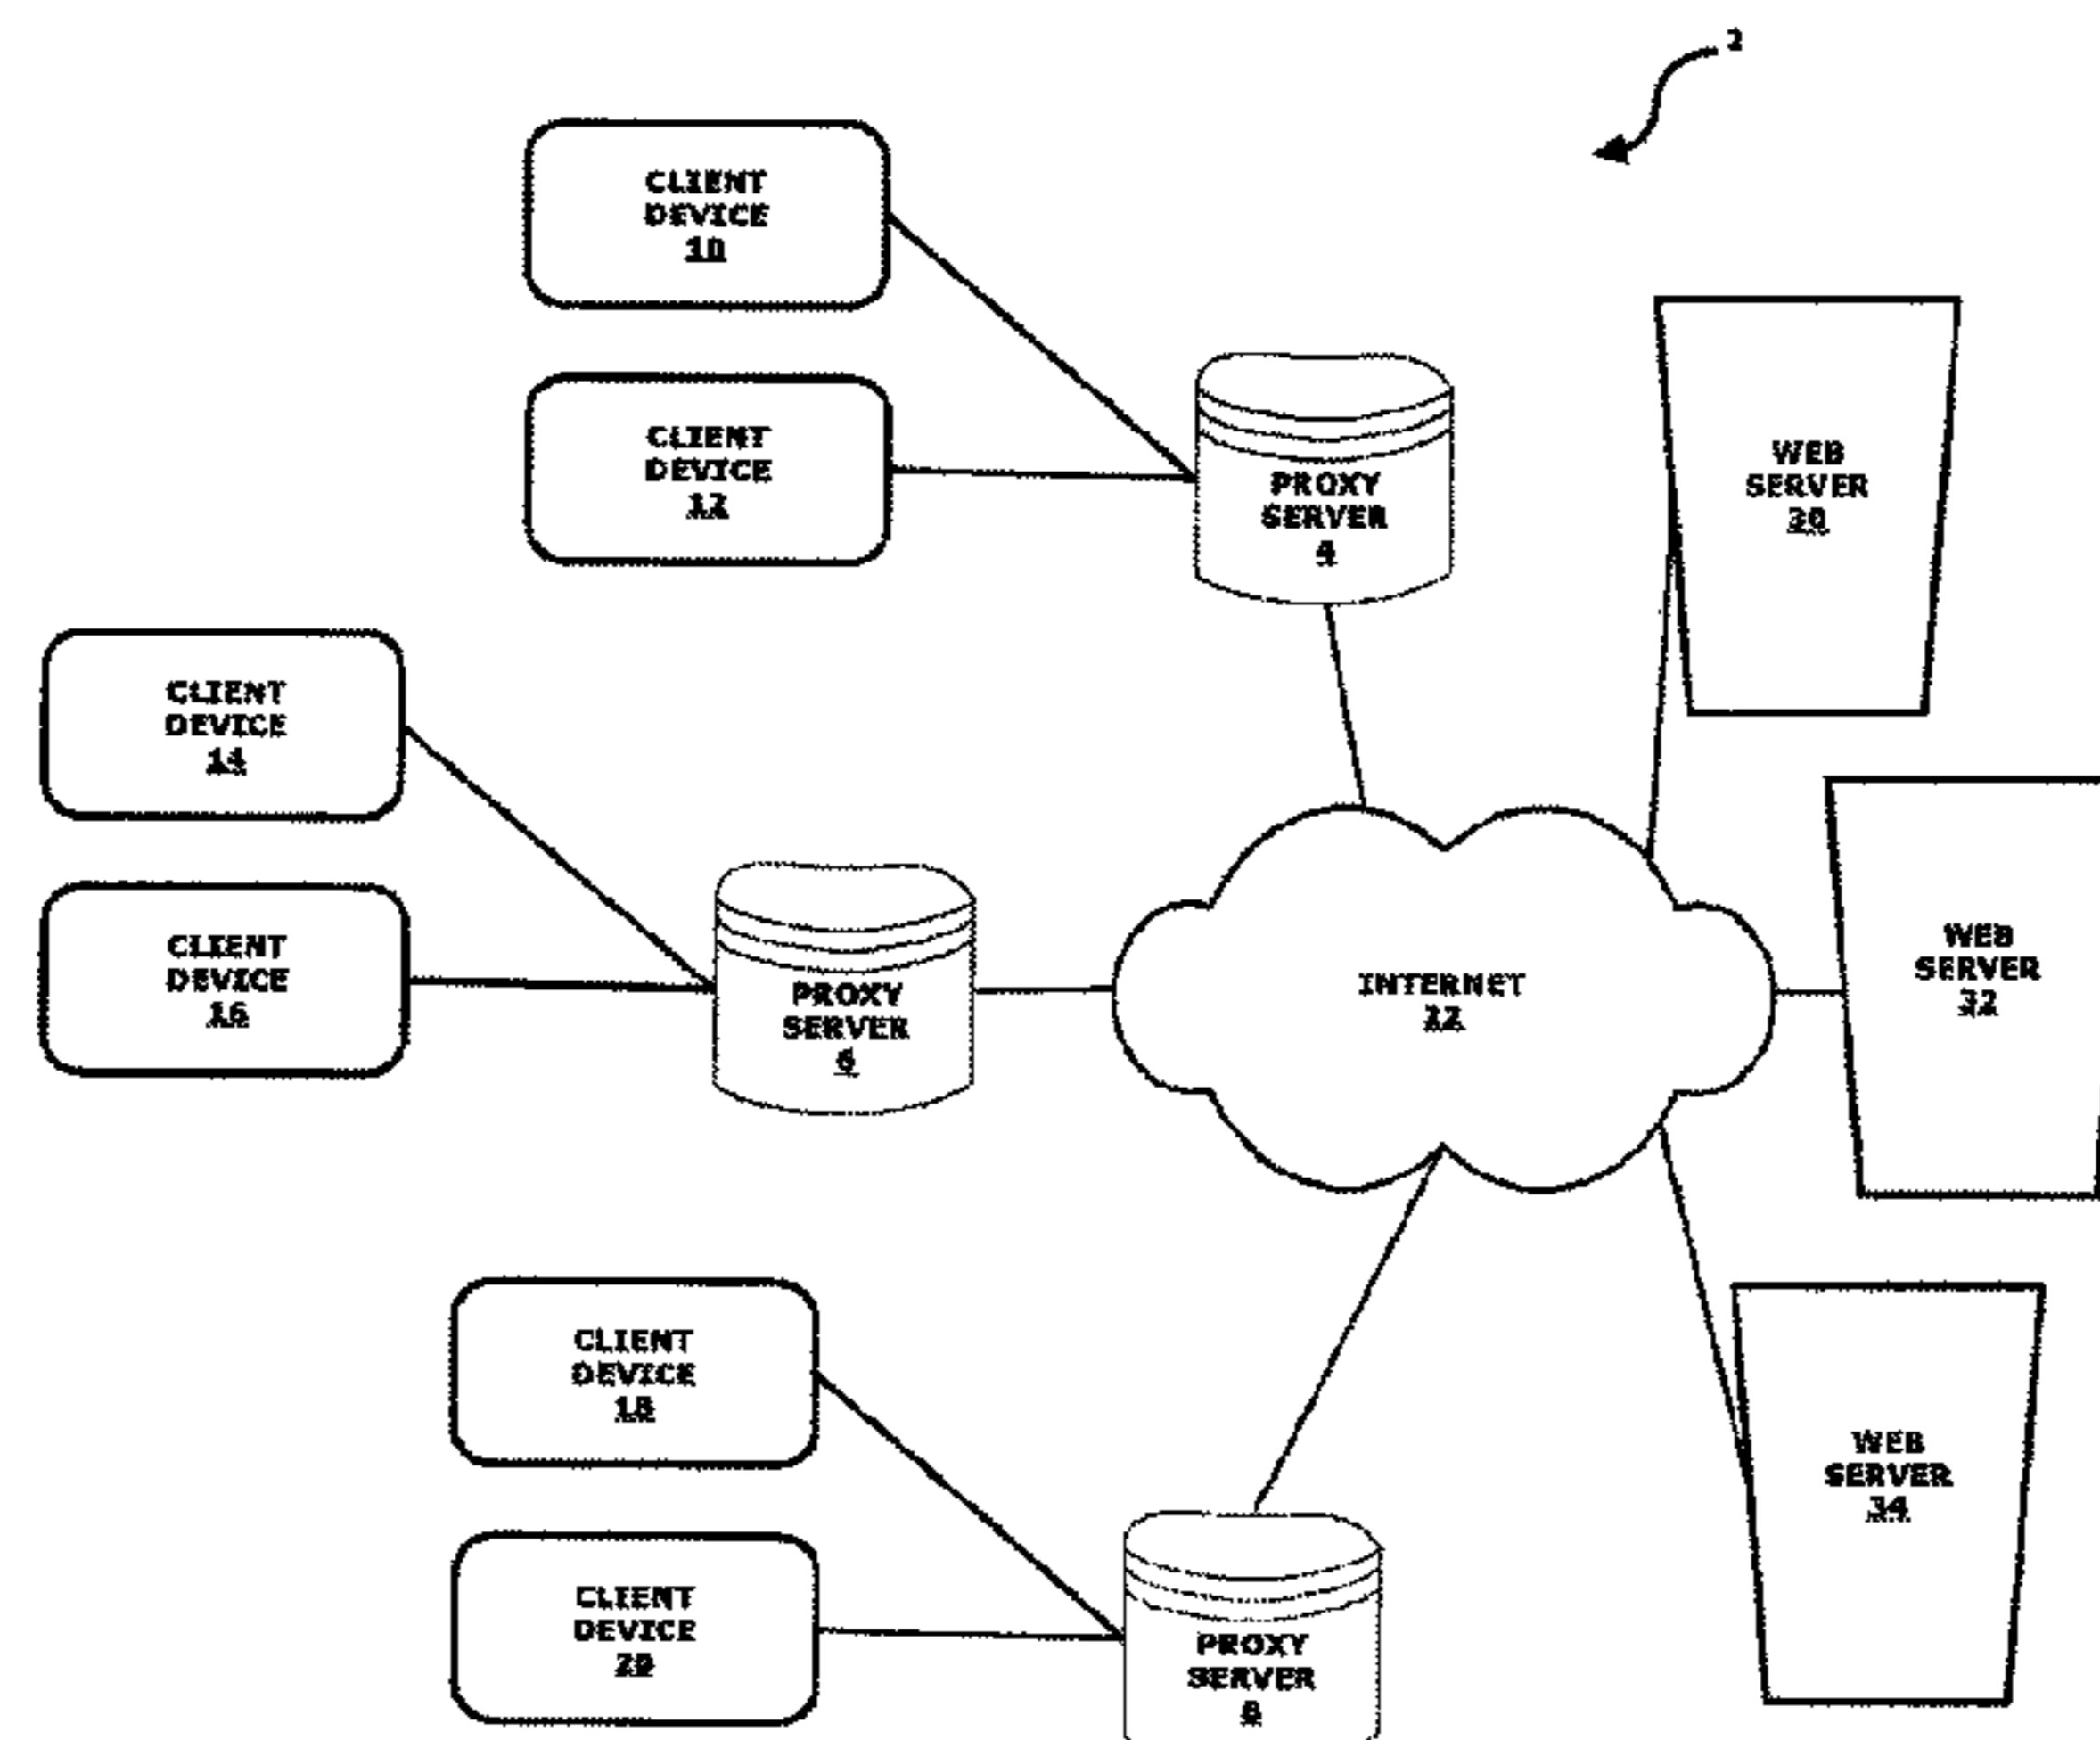 2
CLIENT
DEVICE
10
CLIENT
DEVICE
12
PROXY
SERVER
4
WEB
SERVER
30
CLIENT
DEVICE
14
CLIENT
DEVICE
16
PROXY
SERVER
6
INTERNET
22
WEB
SERVER
32
CLIENT
DEVICE
18
CLIENT
DEVICE
20
PROXY
SERVER
8
WEB
SERVER
34